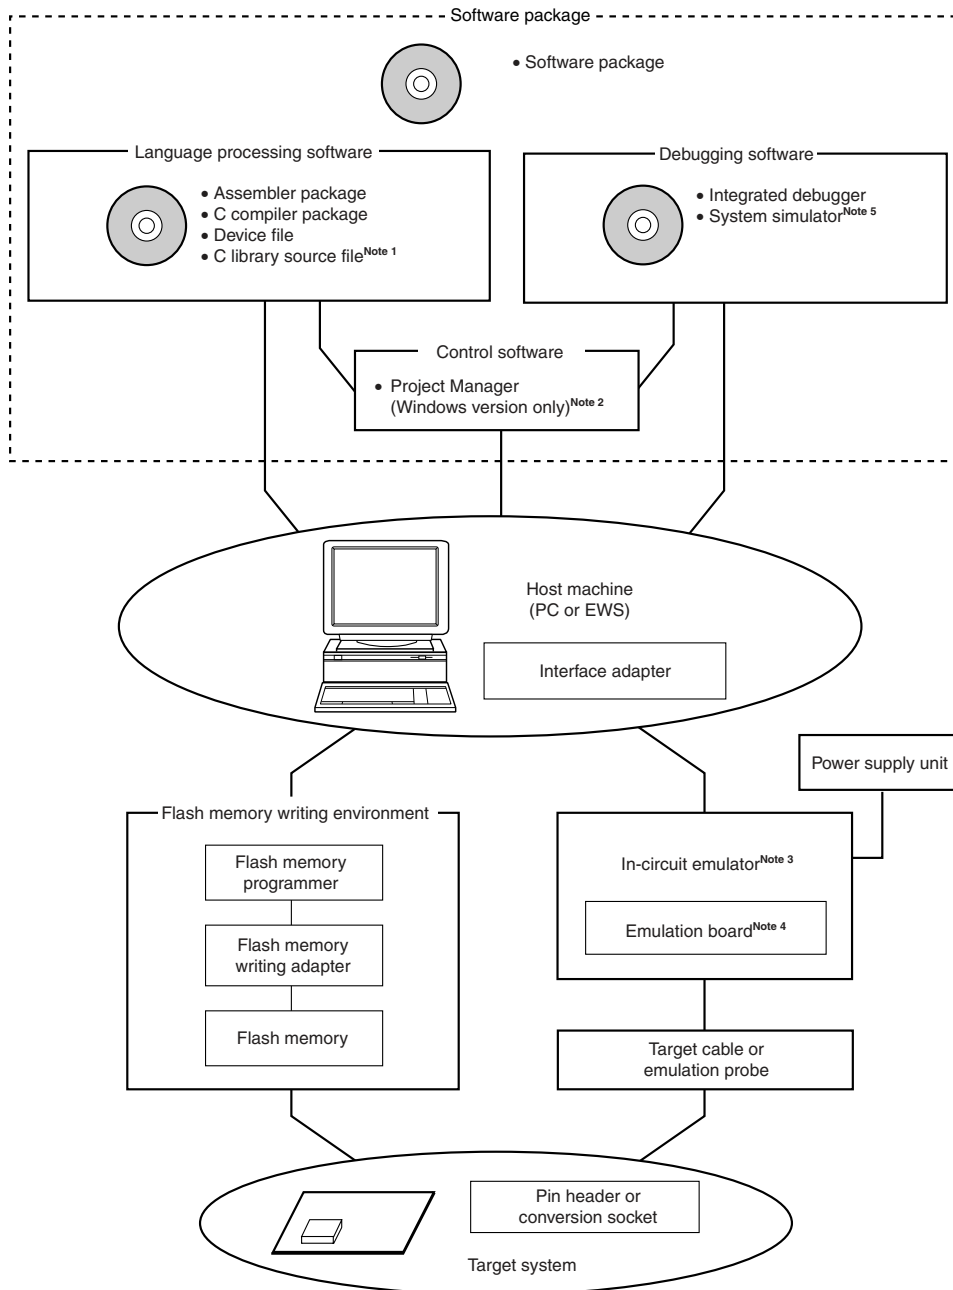 Software package
• Software package
Language processing software
• Assembler package
• C compiler package
• Device file
• C library source fileNote 1
Debugging software
• Integrated debugger
• System simulatorNote 5
Control software
• Project Manager
(Windows version only)Note 2
Host machine
(PC or EWS)
Interface adapter
Power supply unit
Flash memory writing environment
Flash memory
programmer
Flash memory
writing adapter
Flash memory
In-circuit emulatorNote 3
Emulation boardNote 4
Target cable or
emulation probe
Pin header or
conversion socket
Target system